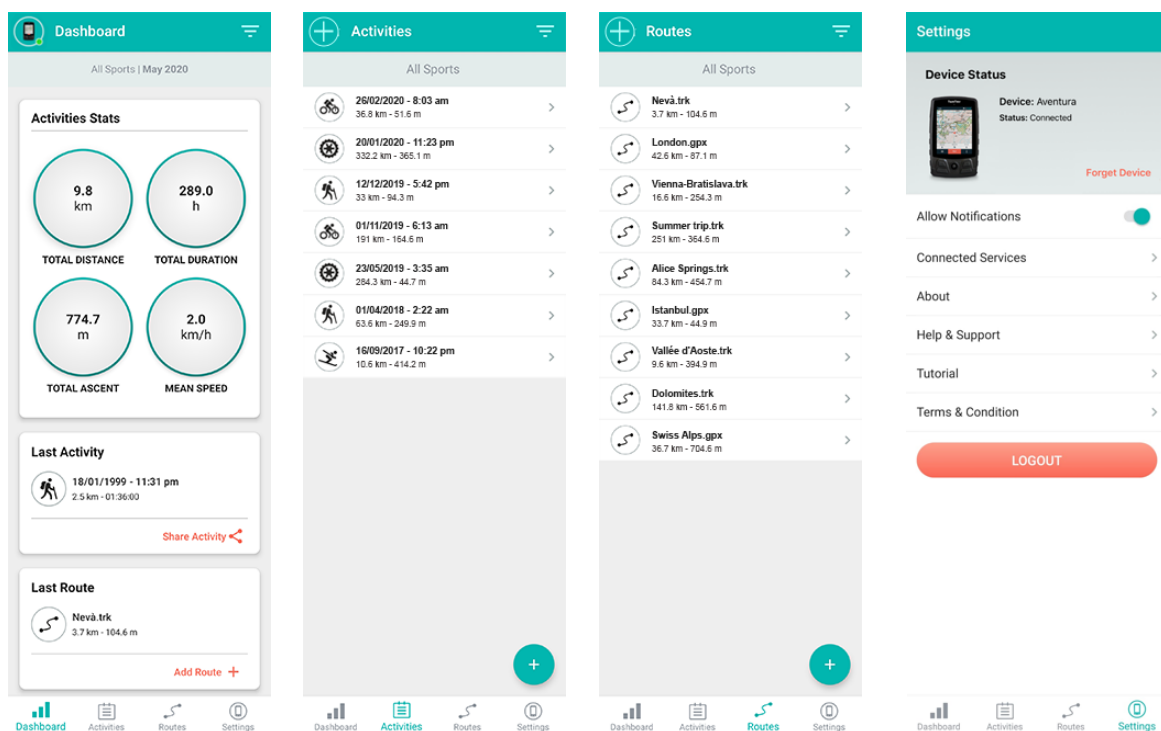 Dashboard
All Sports | May 2020
Activities Stats
9.8
km
289.0
h
TOTAL DISTANCE
TOTAL DURATION
774.7
m
2.0
km/h
TOTAL ASCENT
MEAN SPEED
Last Activity
18/01/1999 - 11:31 pm
2.5 km - 01:36:00
Share Activity
Last Route
Nevà.trk
3.7 km - 104.6 m
Add Route +
Dashboard
Activities
Routes
Settings
Activities
All Sports
26/02/2020 - 8:03 am
36.8 km - 51.6 m
20/01/2020 - 11:23 pm
332.2 km - 365.1 m
12/12/2019 - 5:42 pm
33 km - 94.3 m
01/11/2019 - 6:13 am
191 km - 164.6 m
23/05/2019 - 3:35 am
284.3 km - 44.7 m
01/04/2018 - 2:22 am
63.6 km - 249.9 m
16/09/2017 - 10:22 pm
10.6 km - 414.2 m
Dashboard
Activities
Routes
Settings
Routes
All Sports
Nevà.trk
3.7 km - 104.6 m
London.gpx
42.6 km - 87.1 m
Vienna-Bratislava.trk
16.6 km - 254.3 m
Summer trip.trk
251 km - 364.6 m
Alice Springs.trk
84.3 km - 454.7 m
Istanbul.gpx
33.7 km - 44.9 m
Vallée d'Aoste.trk
9.6 km - 394.9 m
Dolomites.trk
141.8 km - 561.6 m
Swiss Alps.gpx
36.7 km - 704.6 m
Dashboard
Activities
Routes
Settings
Settings
Device Status
Device: Aventura
Status: Connected
Forget Device
Allow Notifications
Connected Services
About
Help & Support
Tutorial
Terms & Condition
LOGOUT
Dashboard
Activities
Routes
Settings